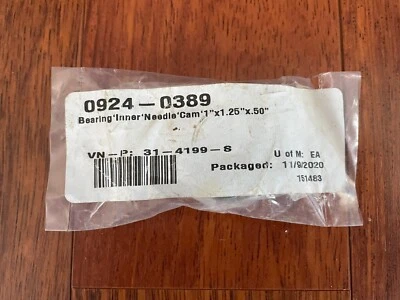 0924-0389
Bearing'Inner'Needle'Cam'1"x1.25"x.50"
VN-P: 31-4199-S
U of M: EA
Packaged: 11/9/2020
151483